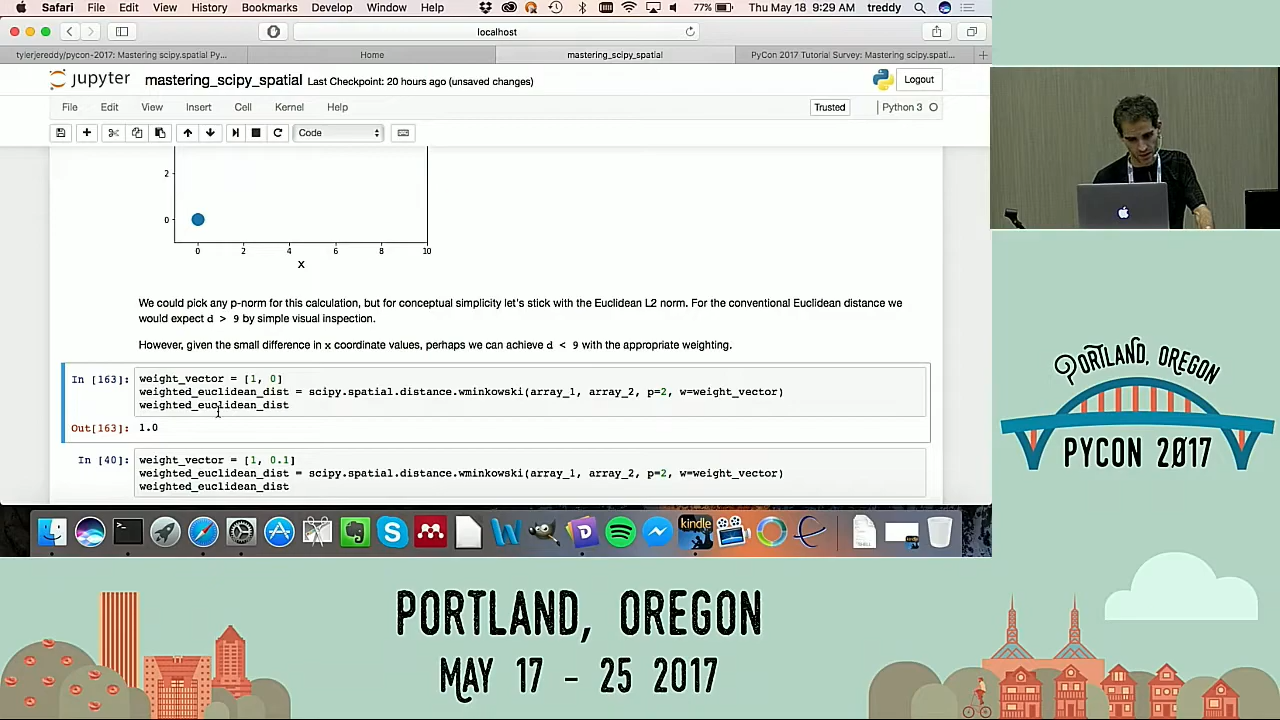 Safari File Edit View History Bookmarks Develop Window Help 77% Thu May 18 9:29 AM treddy
localhost
tylerjereddy/pycon-2017: Mastering scipy.spatial Py... Home mastering_scipy_spatial PyCon 2017 Tutorial Survey: Mastering scipy.spati...
jupyter mastering_scipy_spatial Last Checkpoint: 20 hours ago (unsaved changes) Logout
File Edit View Insert Cell Kernel Help Trusted Python 3
Code
2
0
0 2 4 6 8 10
x
We could pick any p-norm for this calculation, but for conceptual simplicity let's stick with the Euclidean L2 norm. For the conventional Euclidean distance we
would expect d > 9 by simple visual inspection.
However, given the small difference in x coordinate values, perhaps we can achieve d < 9 with the appropriate weighting.
In [163]: weight_vector = [1, 0]
weighted_euclidean_dist = scipy.spatial.distance.wminkowski(array_1, array_2, p=2, w=weight_vector)
weighted_euclidean_dist
Out[163]: 1.0
In [40]: weight_vector = [1, 0.1]
weighted_euclidean_dist = scipy.spatial.distance.wminkowski(array_1, array_2, p=2, w=weight_vector)
weighted_euclidean_dist
kindle
PORTLAND, OREGON
PYCON 2017
PORTLAND, OREGON
MAY 17 - 25 2017